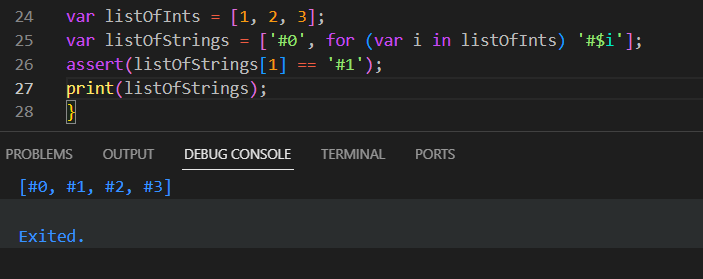 24 var listOfInts = [1, 2, 3];
25 var listOfStrings = ['#0', for (var i in listOfInts) '#$i'];
26 assert(listOfStrings[1] == '#1');
27 print(listOfStrings);
28 }
PROBLEMS OUTPUT DEBUG CONSOLE TERMINAL PORTS
[#0, #1, #2, #3]
Exited.